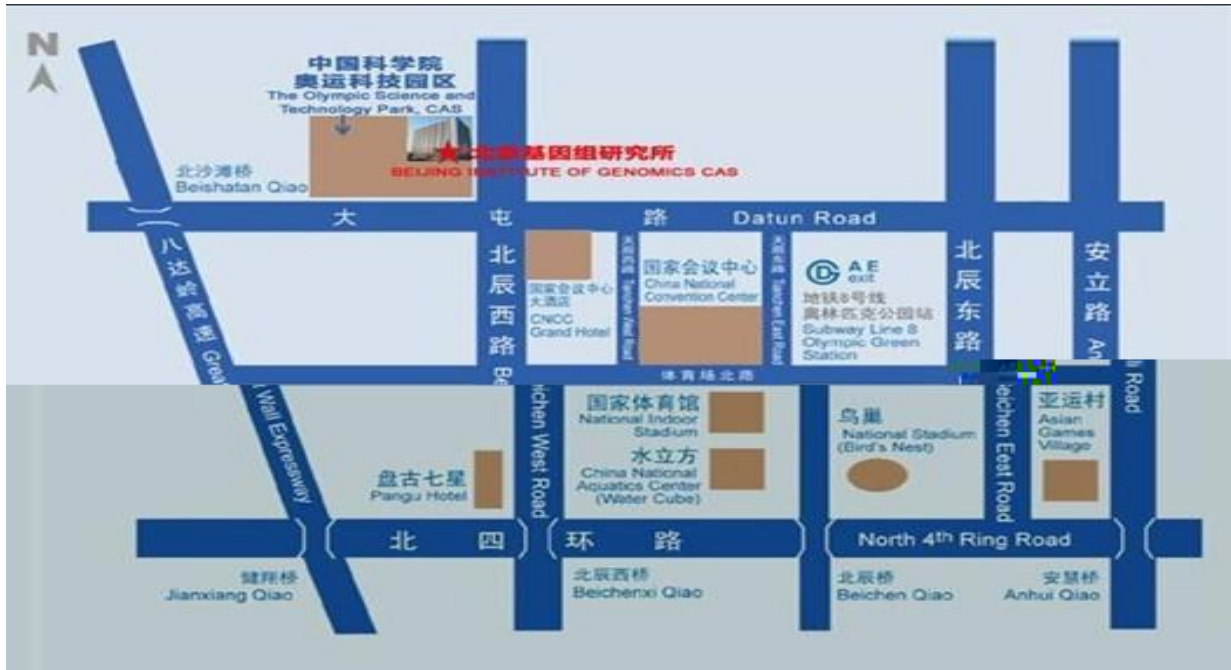 N
中国科学院
奥运科技园区
The Olympic Science and
Technology Park, CAS
北京基因组研究所
BEIJING INSTITUTE OF GENOMICS CAS
北沙滩桥
Beishatan Qiao
大屯路 Datun Road
八达岭高速 Great Wall Expressway
北辰西路 Beichen West Road
国家会议中心
大酒店
CNCC
Grand Hotel
天辰西路 Tianchen West Road
国家会议中心
China National
Convention Center
天辰东路 Tianchen East Road
A E
exit
地铁8号线
奥林匹克公园站
Subway Line 8
Olympic Green
Station
北辰东路
Beichen Eest Road
安立路
Road
体育场北路
国家体育馆
National Indoor
Stadium
水立方
China National
Aquatics Center
(Water Cube)
鸟巢
National Stadium
(Bird's Nest)
亚运村
Asian
Games
Village
盘古七星
Pangu Hotel
北四环路 North 4th Ring Road
健翔桥
Jianxiang Qiao
北辰西桥
Beichenxi Qiao
北辰桥
Beichen Qiao
安慧桥
Anhui Qiao